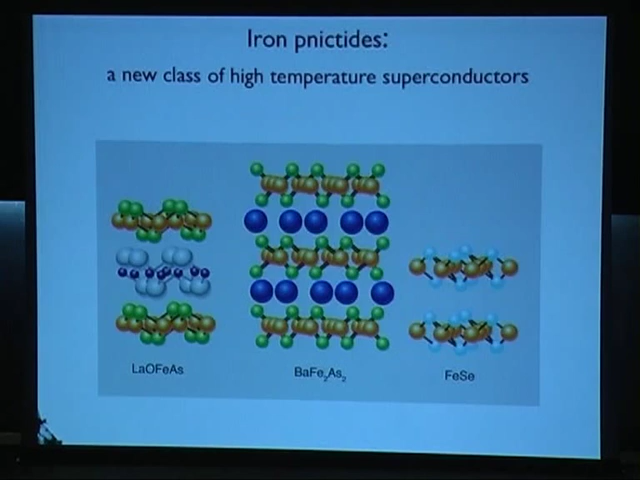 Iron pnictides:
a new class of high temperature superconductors
LaOFeAs
BaFe₂As₂
FeSe